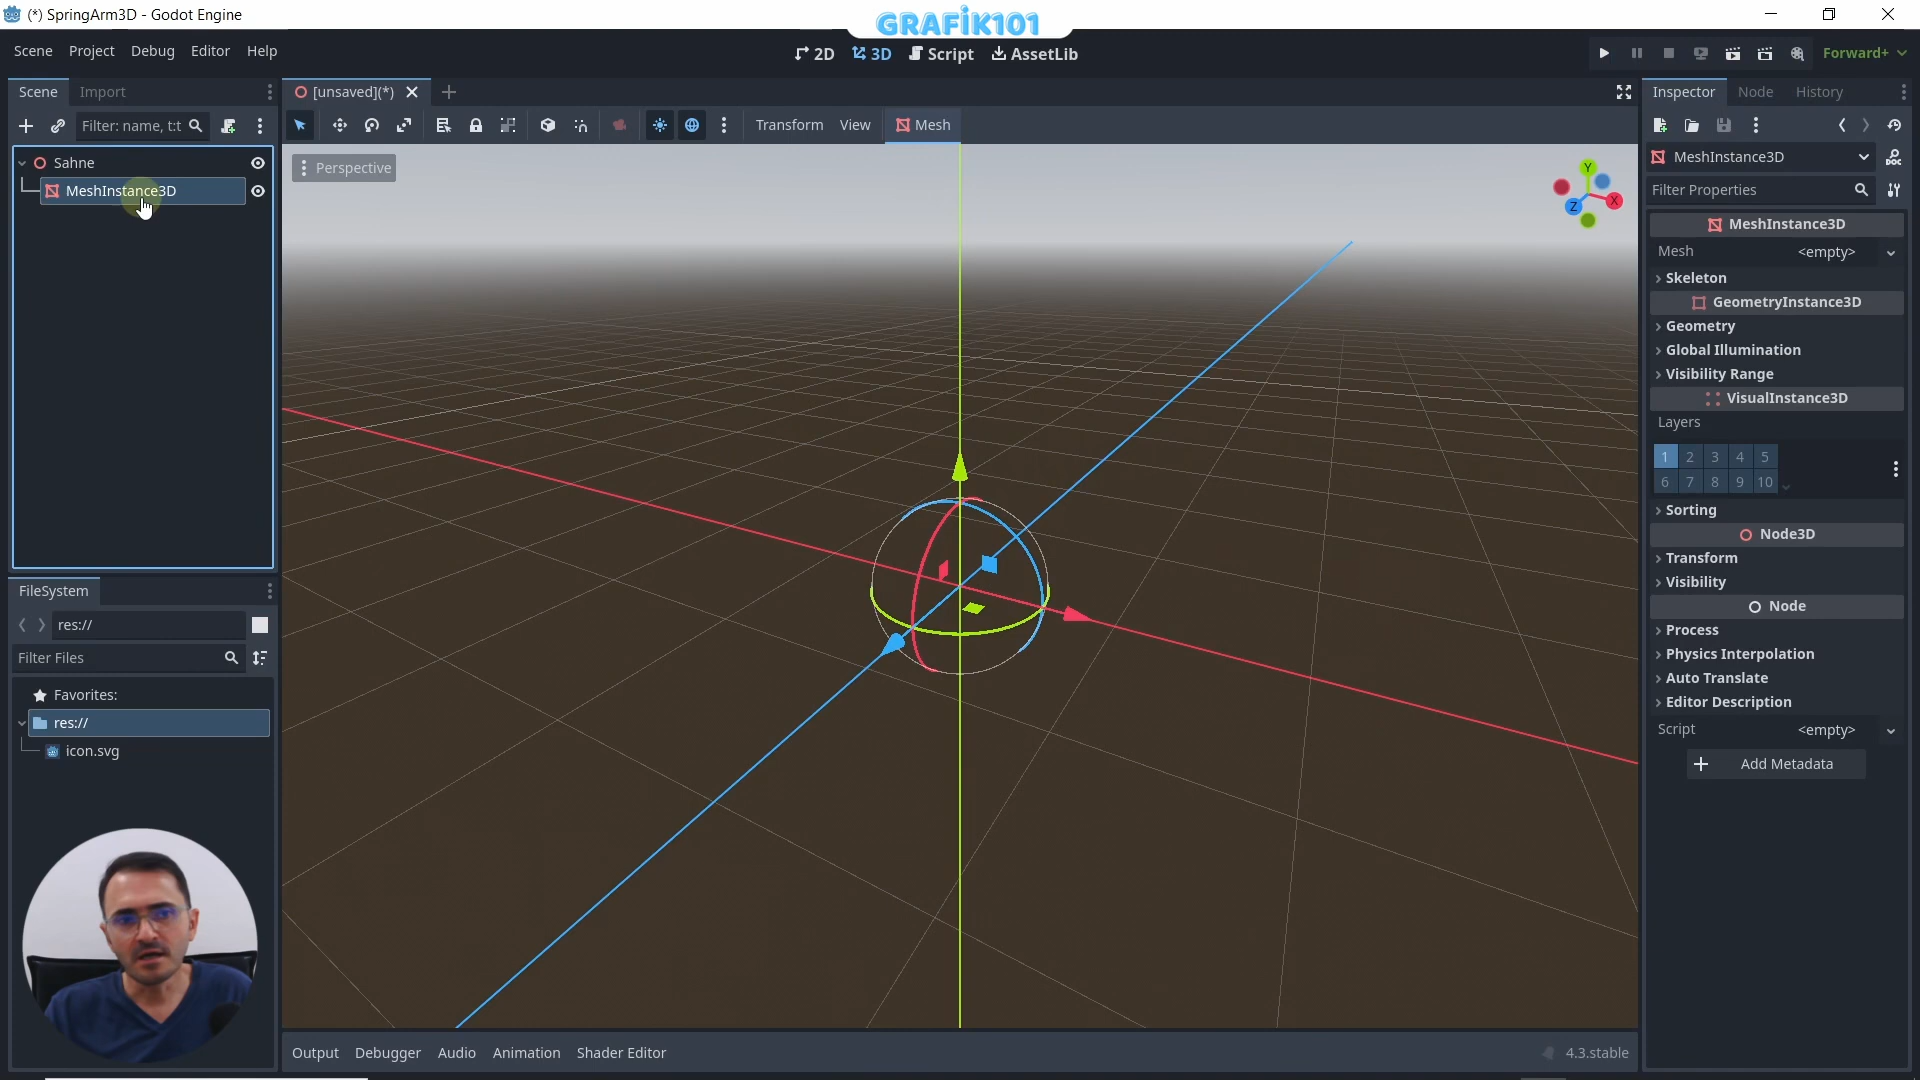 (*) SpringArm3D - Godot Engine
GRAFİK101
Scene Project Debug Editor Help
2D 3D Script AssetLib
Forward+
Scene Import
[unsaved](*)
Inspector Node History
Filter: name, t:t
Transform View Mesh
Sahne
MeshInstance3D
Perspective
Y
X
Z
MeshInstance3D
Filter Properties
MeshInstance3D
Mesh <empty>
Skeleton
GeometryInstance3D
Geometry
Global Illumination
Visibility Range
VisualInstance3D
Layers
1 2 3 4 5
6 7 8 9 10
Sorting
Node3D
Transform
Visibility
Node
Process
Physics Interpolation
Auto Translate
Editor Description
Script <empty>
Add Metadata
FileSystem
res://
Filter Files
Favorites:
res://
icon.svg
Output Debugger Audio Animation Shader Editor
4.3.stable